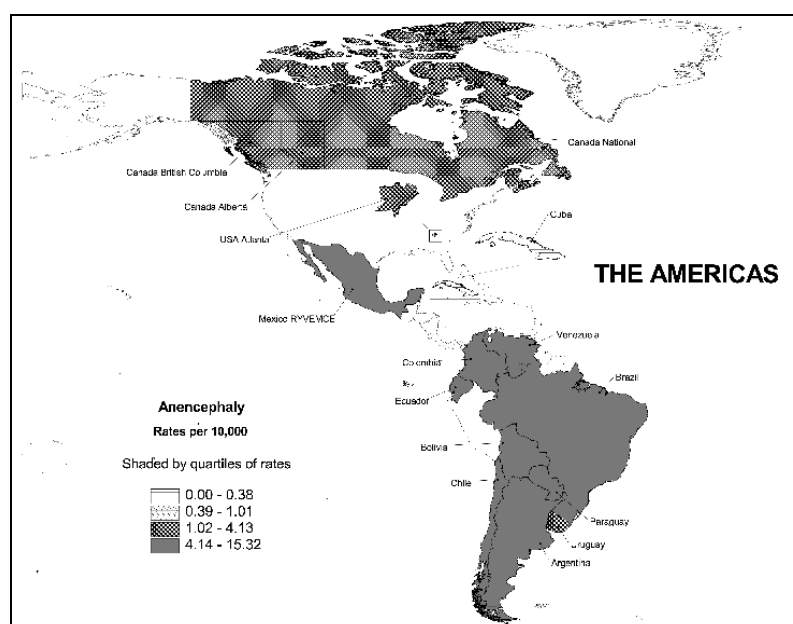 Canada National
Canada British Columbia
Canada Alberta
Cuba
USA Atlanta
THE AMERICAS
Mexico RYVEMCE
Venezuela
Colombia
Brazil
Ecuador
Anencephaly
Rates per 10,000
Bolivia
Shaded by quartiles of rates
Chile
0.00 - 0.38
0.39 - 1.01
1.02 - 4.13
4.14 - 15.32
Paraguay
Uruguay
Argentina